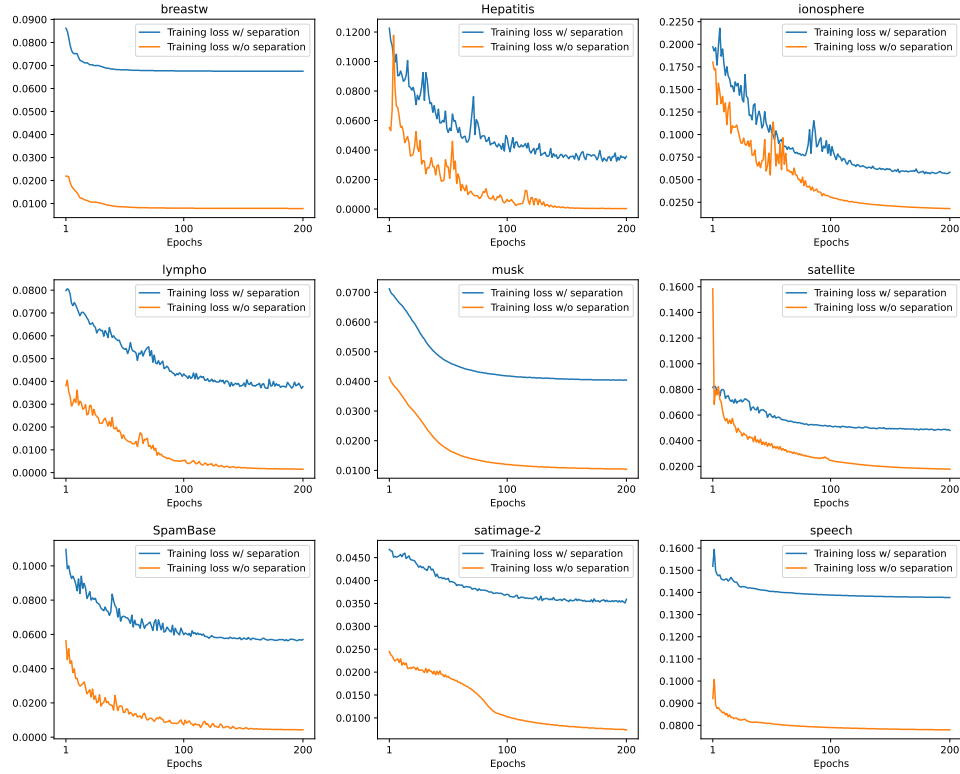 breastw
0.0900
0.0800
0.0700
0.0600
0.0500
0.0400
0.0300
0.0200
0.0100
Training loss w/ separation
Training loss w/o separation
1
100
200
Epochs
Hepatitis
0.1200
0.1000
0.0800
0.0600
0.0400
0.0200
0.0000
Training loss w/ separation
Training loss w/o separation
1
100
200
Epochs
ionosphere
0.2250
0.2000
0.1750
0.1500
0.1250
0.1000
0.0750
0.0500
0.0250
Training loss w/ separation
Training loss w/o separation
1
100
200
Epochs
lympho
0.0800
0.0700
0.0600
0.0500
0.0400
0.0300
0.0200
0.0100
0.0000
Training loss w/ separation
Training loss w/o separation
1
100
200
Epochs
musk
0.0700
0.0600
0.0500
0.0400
0.0300
0.0200
0.0100
Training loss w/ separation
Training loss w/o separation
1
100
200
Epochs
satellite
0.1600
0.1400
0.1200
0.1000
0.0800
0.0600
0.0400
0.0200
Training loss w/ separation
Training loss w/o separation
1
100
200
Epochs
SpamBase
0.1000
0.0800
0.0600
0.0400
0.0200
0.0000
Training loss w/ separation
Training loss w/o separation
1
100
200
Epochs
satimage-2
0.0450
0.0400
0.0350
0.0300
0.0250
0.0200
0.0150
0.0100
Training loss w/ separation
Training loss w/o separation
1
100
200
Epochs
speech
0.1600
0.1500
0.1400
0.1300
0.1200
0.1100
0.1000
0.0900
0.0800
Training loss w/ separation
Training loss w/o separation
1
100
200
Epochs